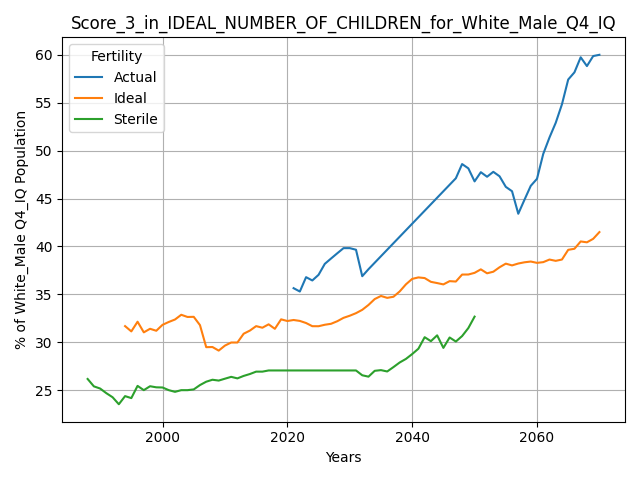 Score_3_in_IDEAL_NUMBER_OF_CHILDREN_for_White_Male_Q4_IQ
Fertility
Actual
Ideal
Sterile
% of White_Male Q4_IQ Population
60
55
50
45
40
35
30
25
2000
2020
2040
2060
Years